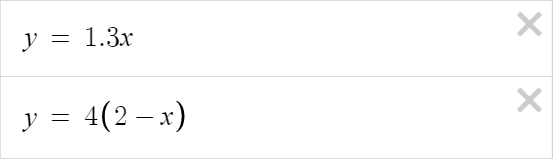 y = 1.3x
y = 4(2 − x)